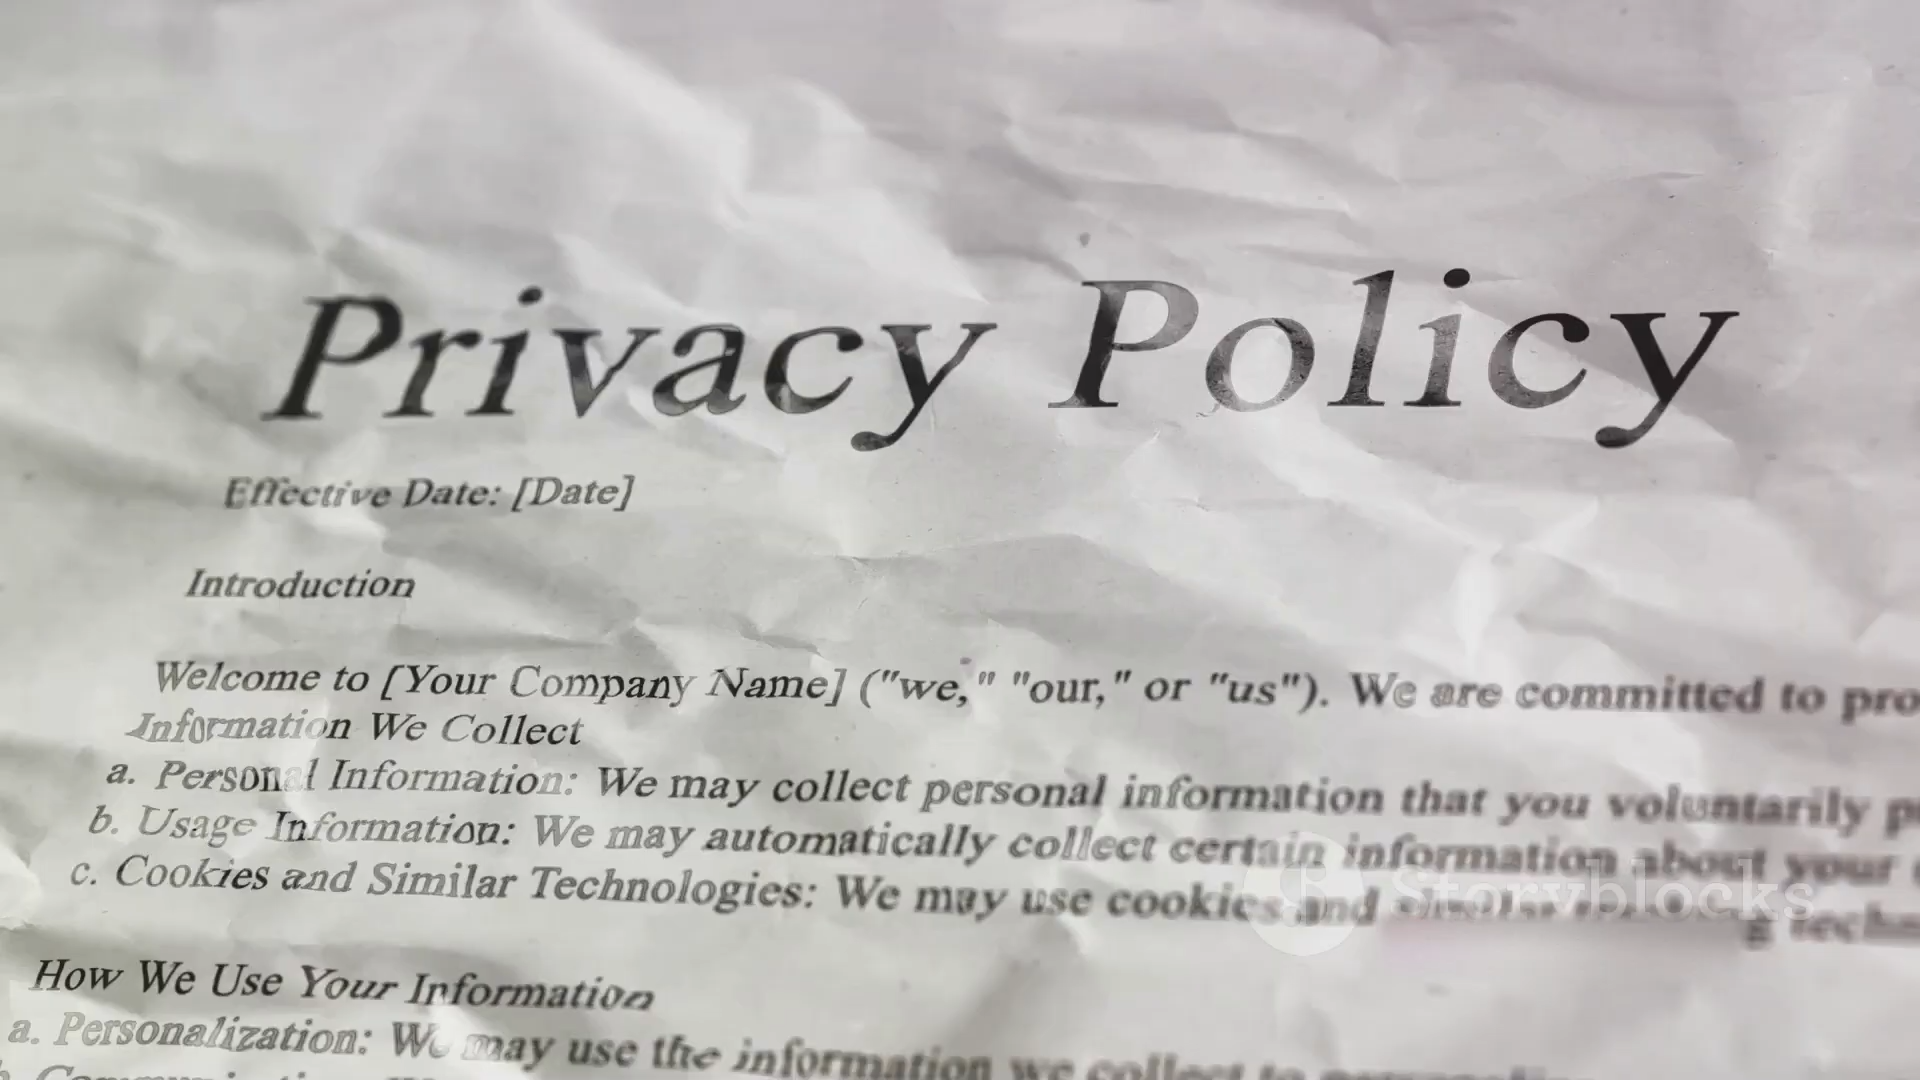 Privacy Policy
Effective Date: [Date]
Introduction
Welcome to [Your Company Name] ("we," "our," or "us"). We are committed to
Information We Collect
a. Personal Information: We may collect personal information that you voluntarily
b. Usage Information: We may automatically collect certain information about your
c. Cookies and Similar Technologies: We may use cookies and
Storyblocks
How We Use Your Information
a. Personalization: We may use the information we collect to